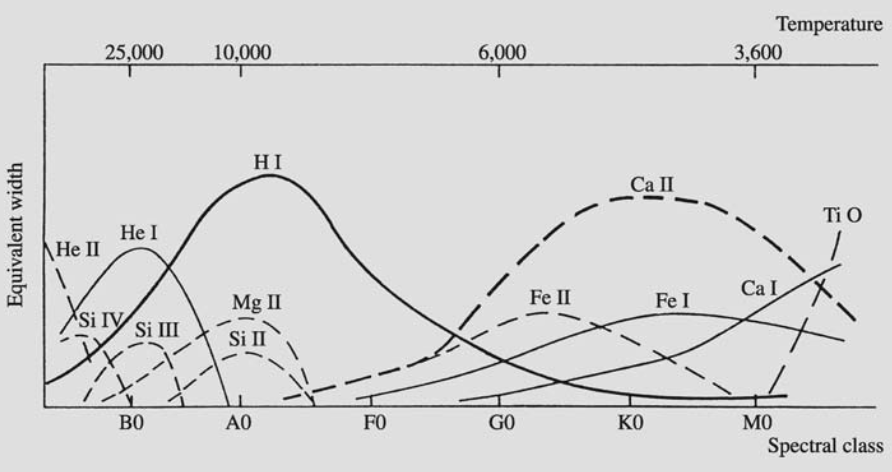 Temperature
25,000 10,000 6,000 3,600
H I
Ca II
Ti O
He II
He I
Equivalent width
Mg II
Fe II
Fe I
Ca I
Si IV
Si III
Si II
B0 A0 F0 G0 K0 M0
Spectral class